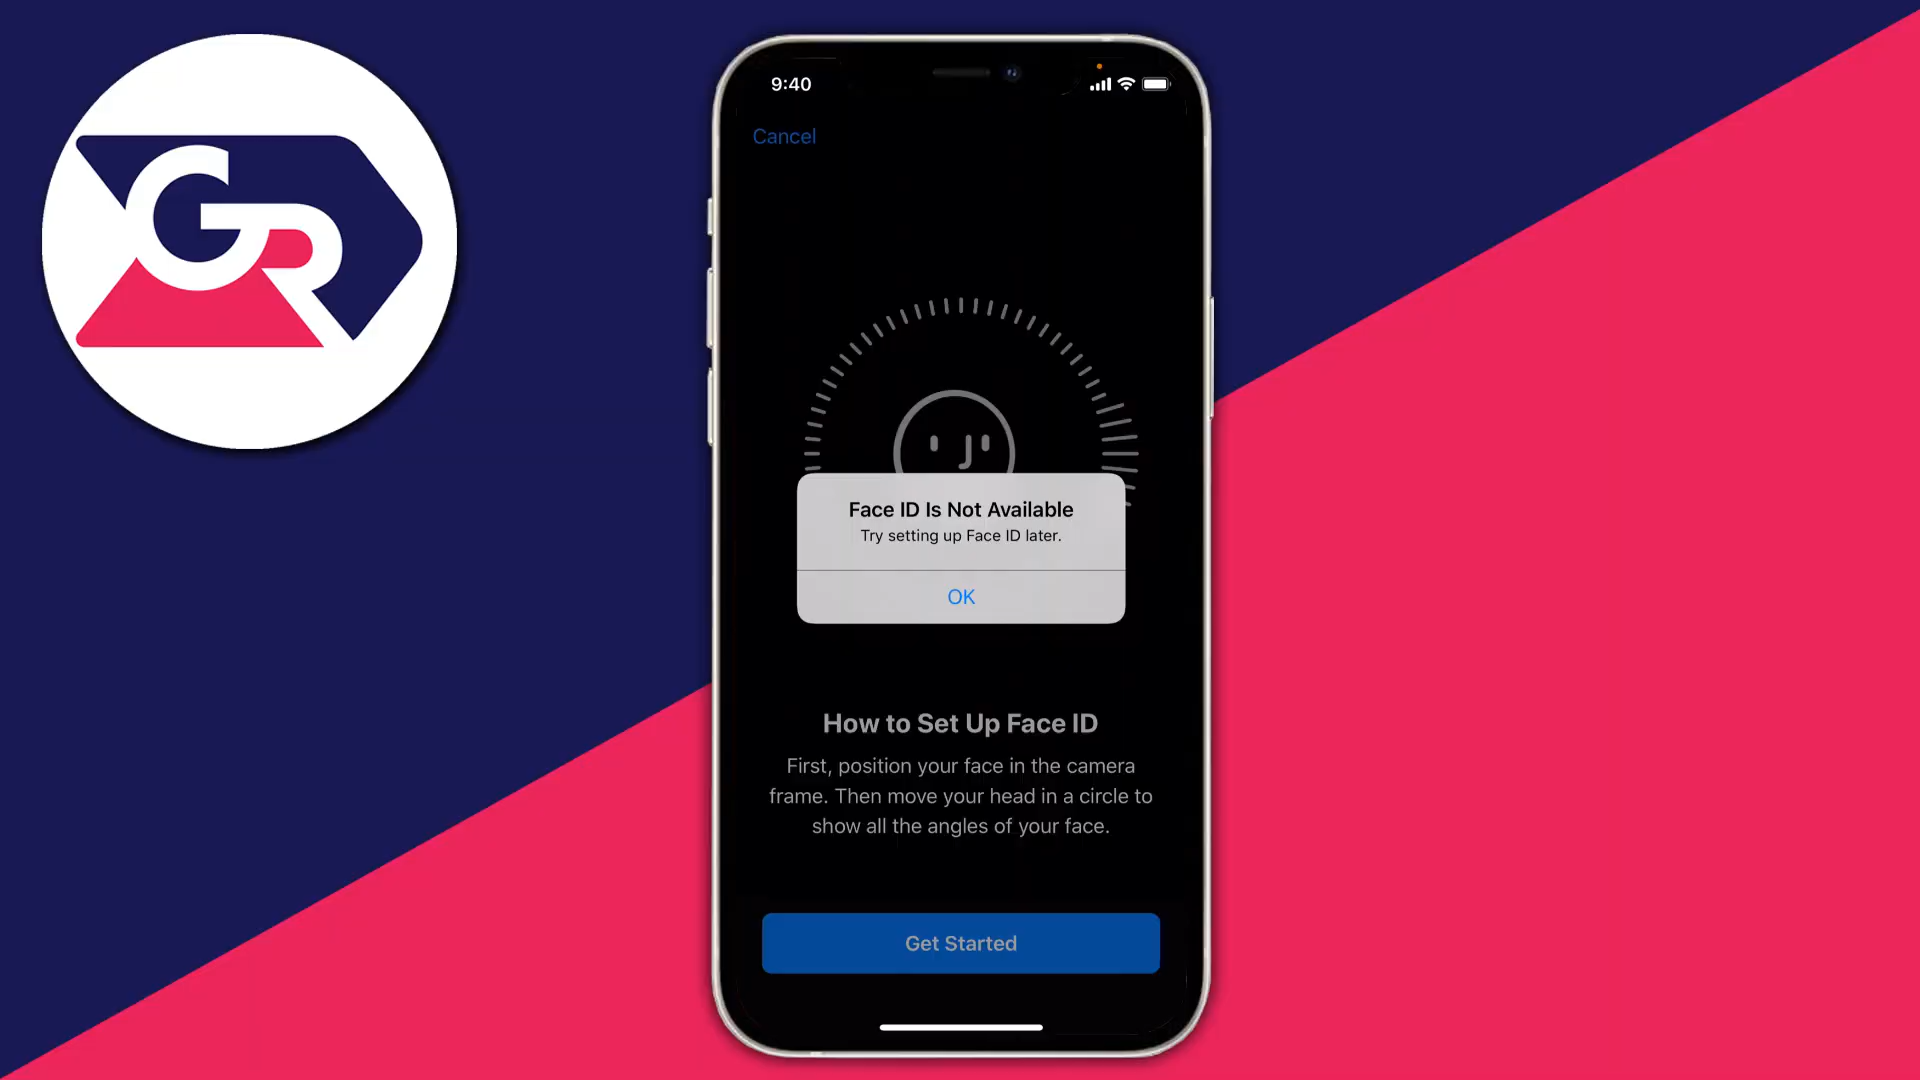 GR
9:40
Cancel
Face ID Is Not Available
Try setting up Face ID later.
OK
How to Set Up Face ID
First, position your face in the camera
frame. Then move your head in a circle to
show all the angles of your face.
Get Started